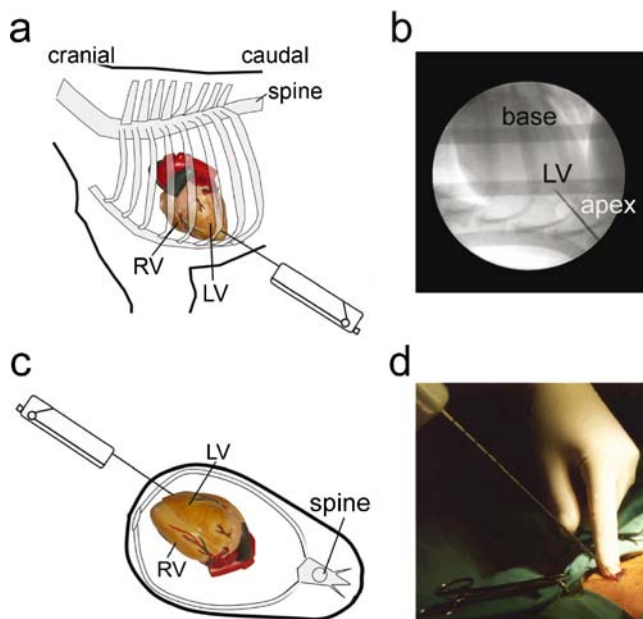 a
cranial
caudal
spine
RV
LV
b
base
LV
apex
c
LV
RV
spine
d